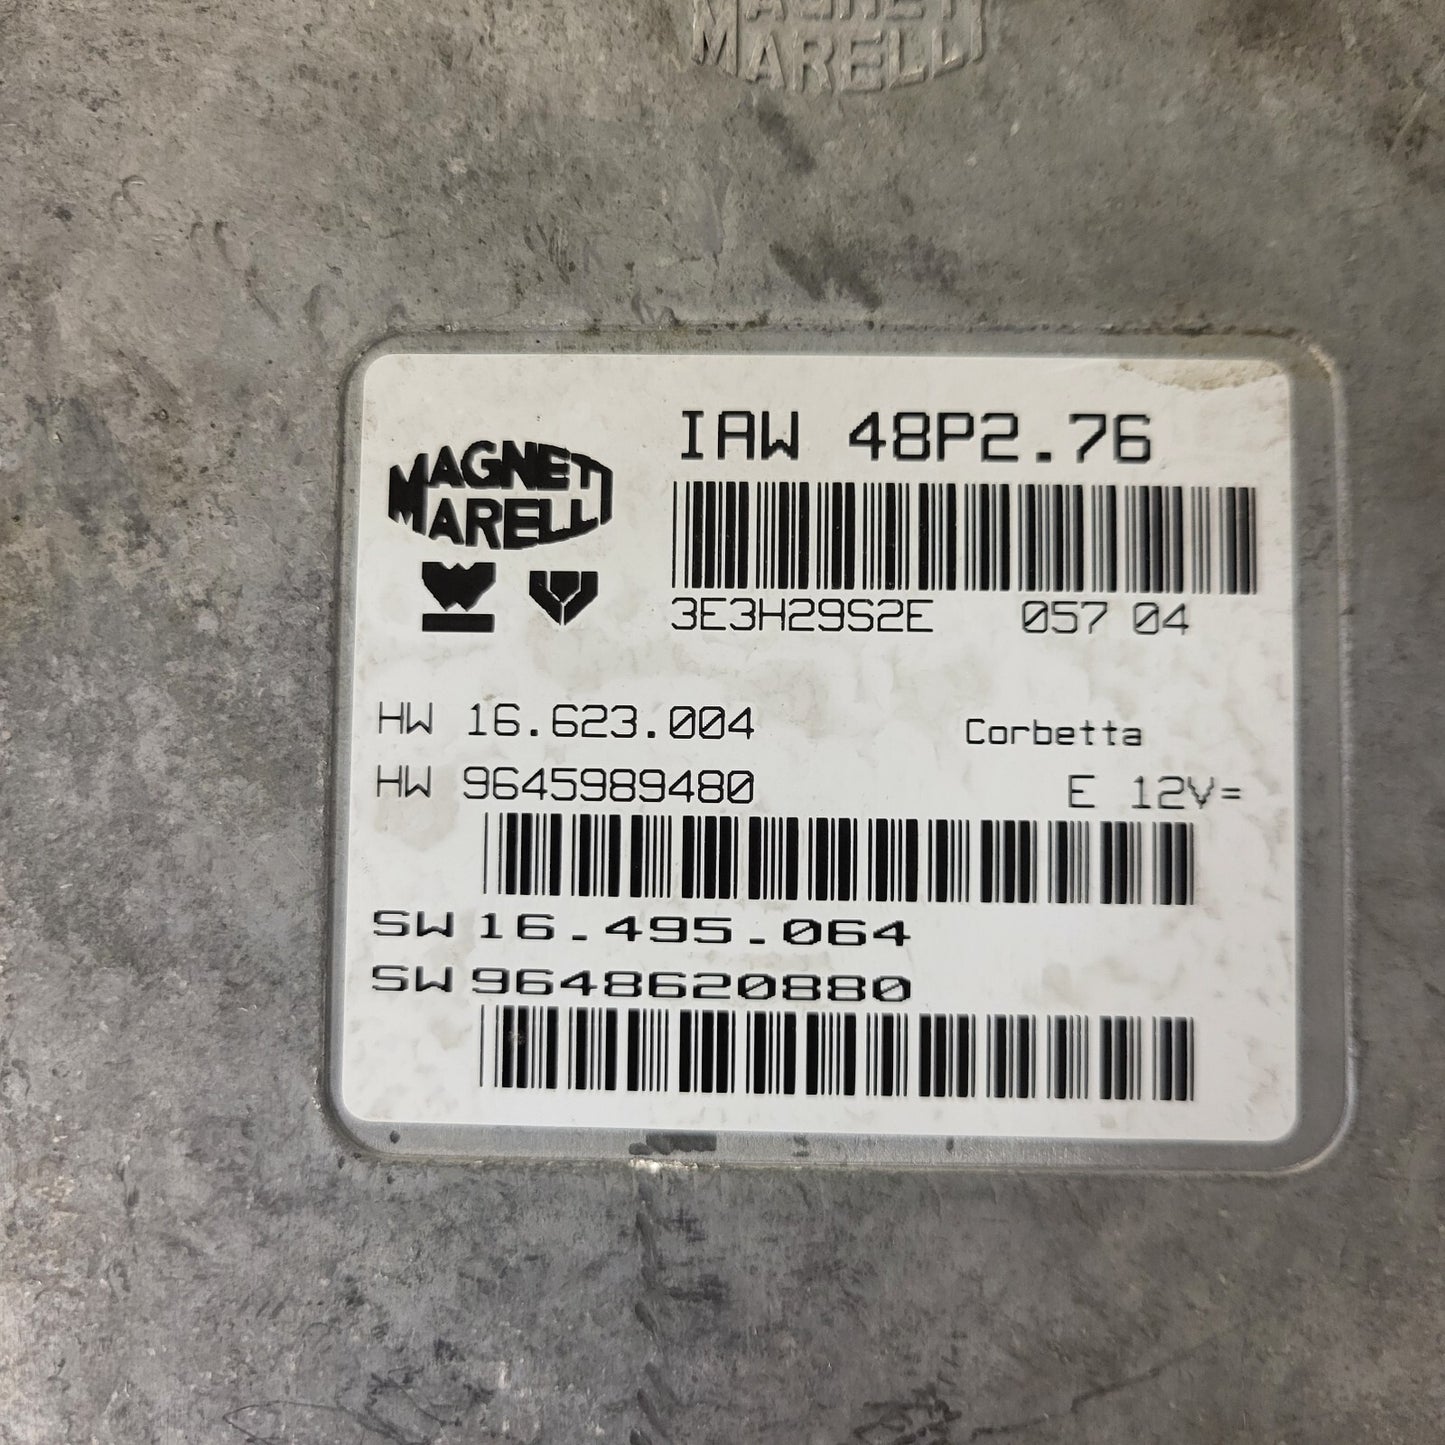 MAGNETI
MARELLI
MAGNETI
MARELLI
IAW 48P2.76
3E3H29S2E 057 04
HW 16.623.004 Corbetta
HW 9645989480 E 12V=
SW 16.495.064
SW 9648620880